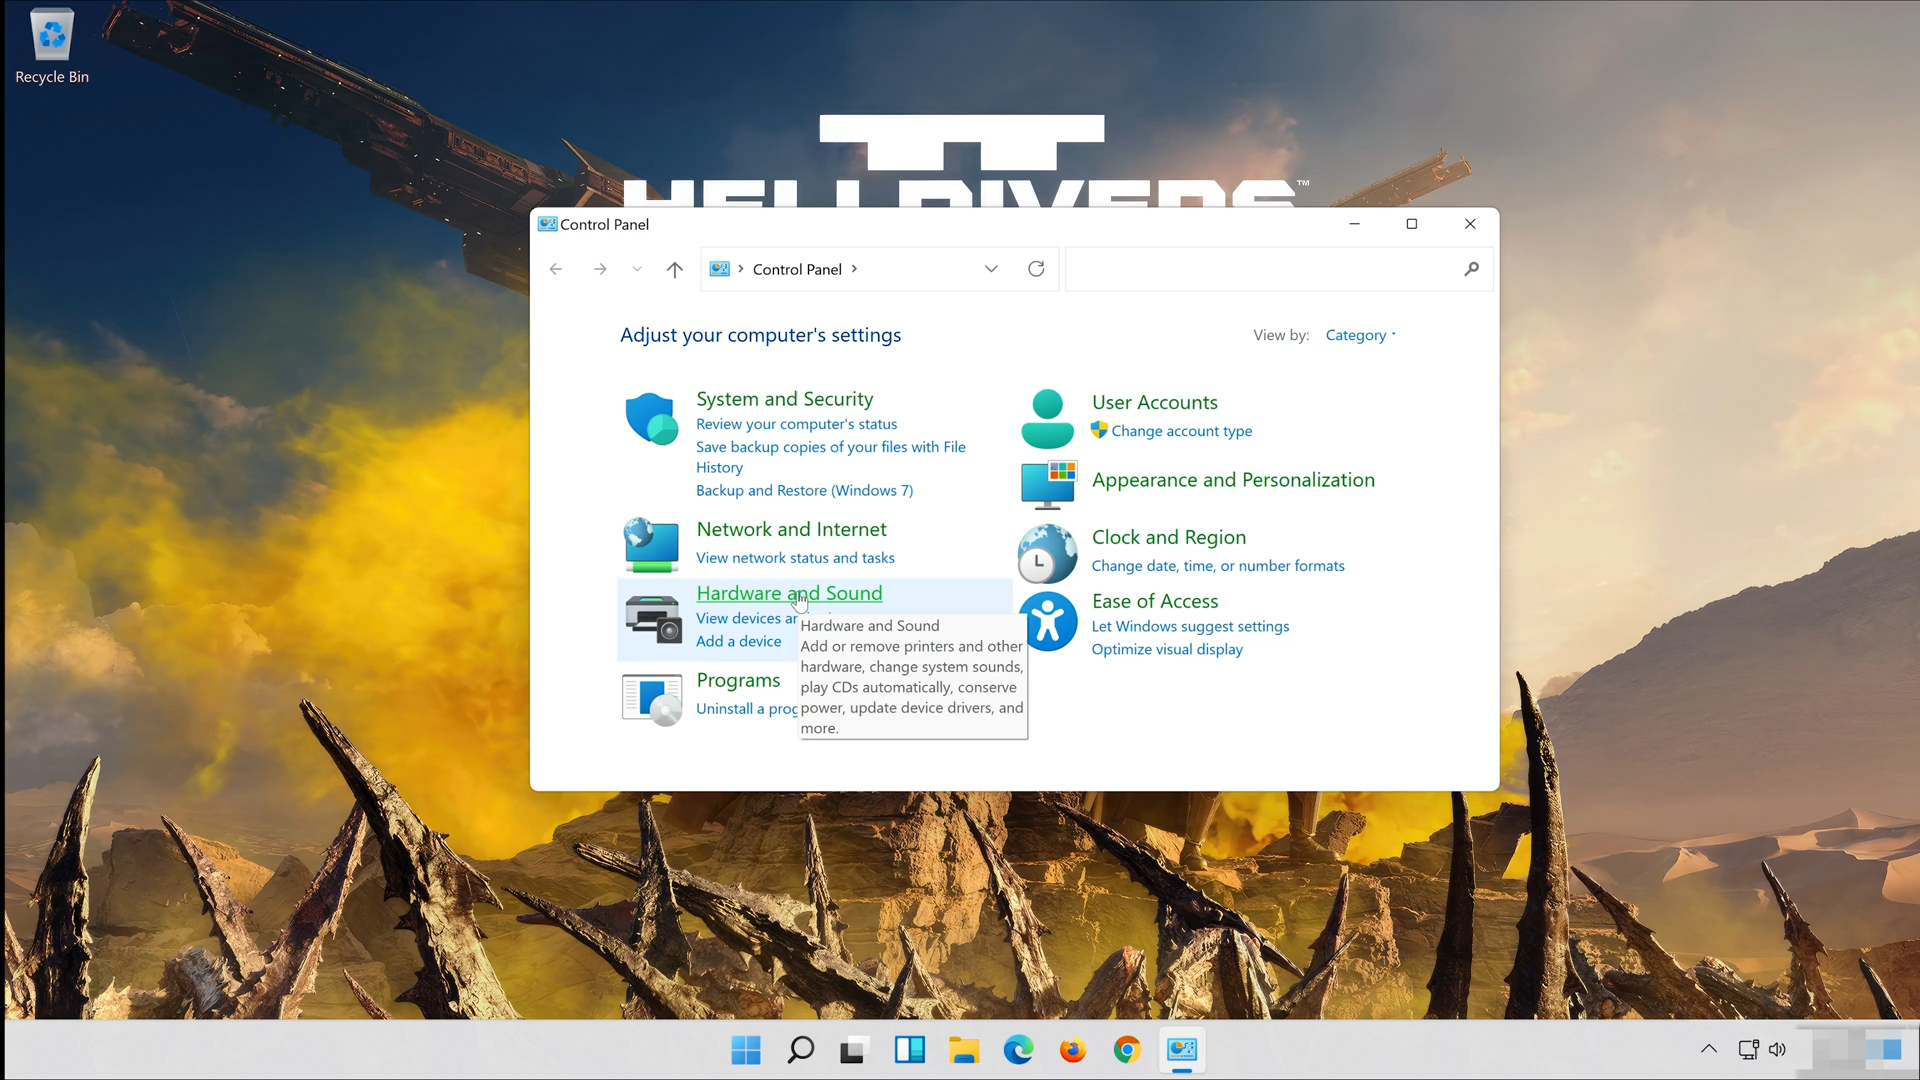 Recycle Bin
HELLDIVERS™
Control Panel
Control Panel
Adjust your computer's settings
View by: Category
System and Security
Review your computer's status
Save backup copies of your files with File
History
Backup and Restore (Windows 7)
Network and Internet
View network status and tasks
Hardware and Sound
View devices
Add a device
Programs
Uninstall a
Hardware and Sound
Add or remove printers and other
hardware, change system sounds,
play CDs automatically, conserve
power, update device drivers, and
more.
User Accounts
Change account type
Appearance and Personalization
Clock and Region
Change date, time, or number formats
Ease of Access
Let Windows suggest settings
Optimize visual display